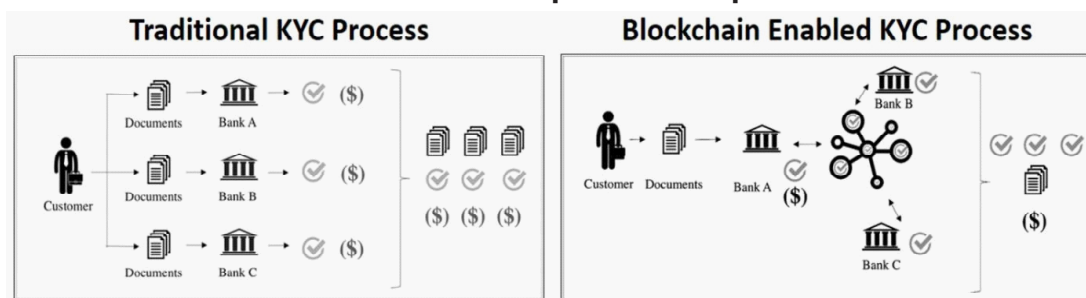 Traditional KYC Process
Documents
Bank A
($)
Customer
Documents
Bank B
($)
Documents
Bank C
($)
($) ($) ($)
Blockchain Enabled KYC Process
Bank B
Customer
Documents
Bank A
($)
Bank C
($)